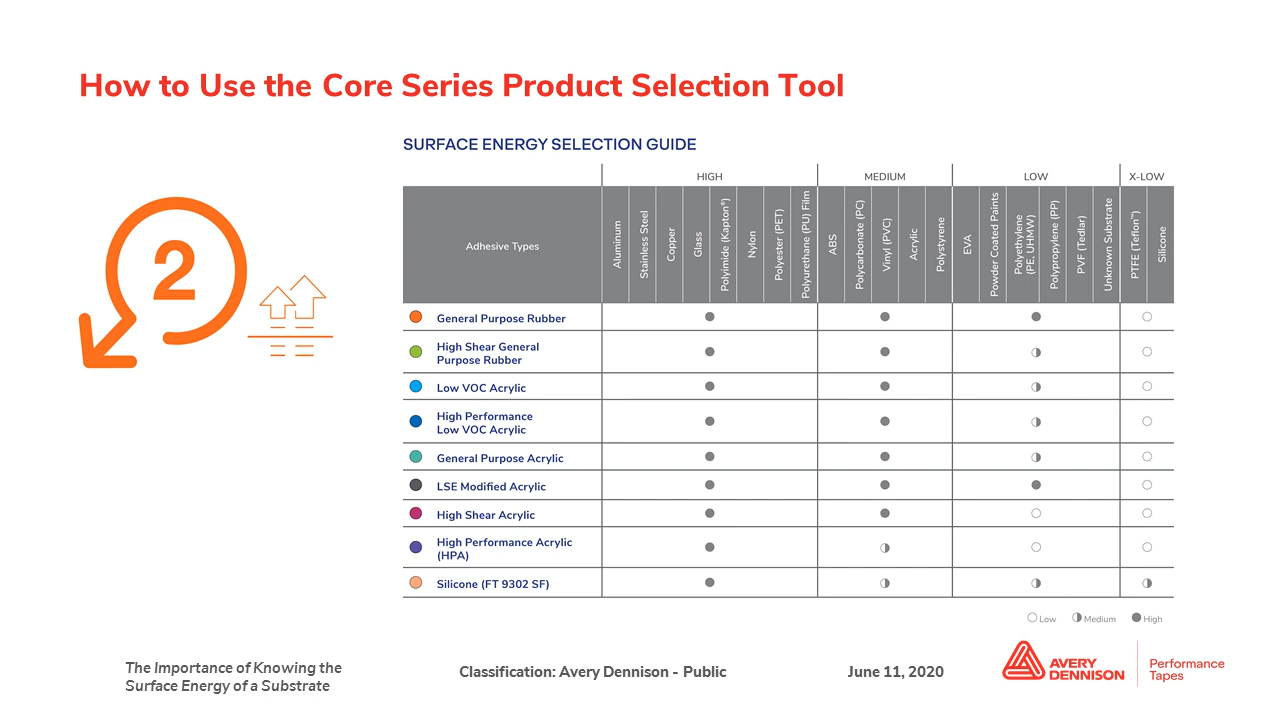 How to Use the Core Series Product Selection Tool
SURFACE ENERGY SELECTION GUIDE
HIGH
MEDIUM
LOW
X-LOW
Adhesive Types
Aluminum
Stainless Steel
Copper
Glass
Polyimide (Kapton®)
Nylon
Polyester (PET)
Polyurethane (PU) Film
ABS
Polycarbonate (PC)
Vinyl (PVC)
Acrylic
Polystyrene
EVA
Powder Coated Paints
Polyethylene
(PE, UHMW)
Polypropylene (PP)
PVF (Tedlar)
Unknown Substrate
PTFE (Teflon™)
Silicone
2
General Purpose Rubber
High Shear General
Purpose Rubber
Low VOC Acrylic
High Performance
Low VOC Acrylic
General Purpose Acrylic
LSE Modified Acrylic
High Shear Acrylic
High Performance Acrylic
(HPA)
Silicone (FT 9302 SF)
Low
Medium
High
The Importance of Knowing the
Surface Energy of a Substrate
Classification: Avery Dennison - Public
June 11, 2020
AVERY
DENNISON
Performance
Tapes